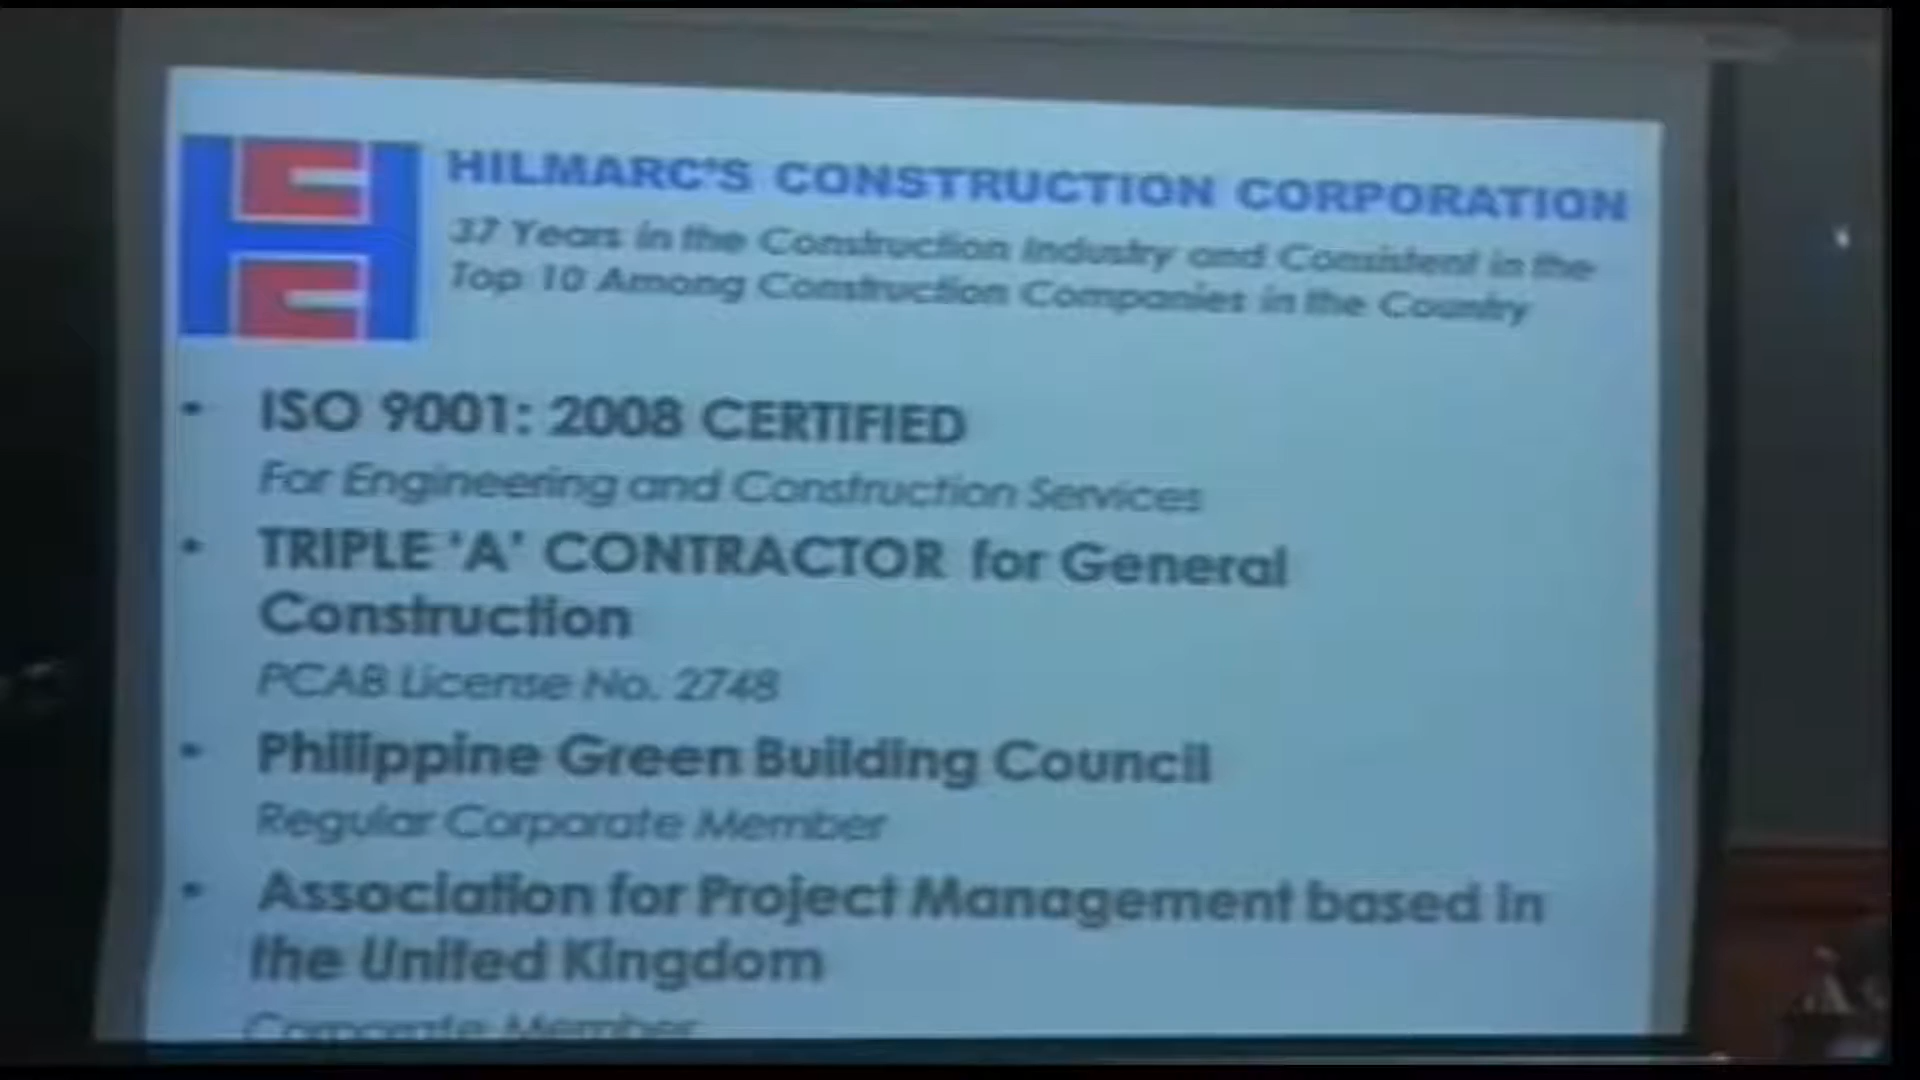 HILMARC'S CONSTRUCTION CORPORATION
37 Years in the Construction Industry and Consistent in the
Top 10 Among Construction Companies in the Country
• ISO 9001: 2008 CERTIFIED
For Engineering and Construction Services
• TRIPLE 'A' CONTRACTOR for General
Construction
PCAB License No. 2748
• Philippine Green Building Council
Regular Corporate Member
• Association for Project Management based in
the United Kingdom
Corporate Member